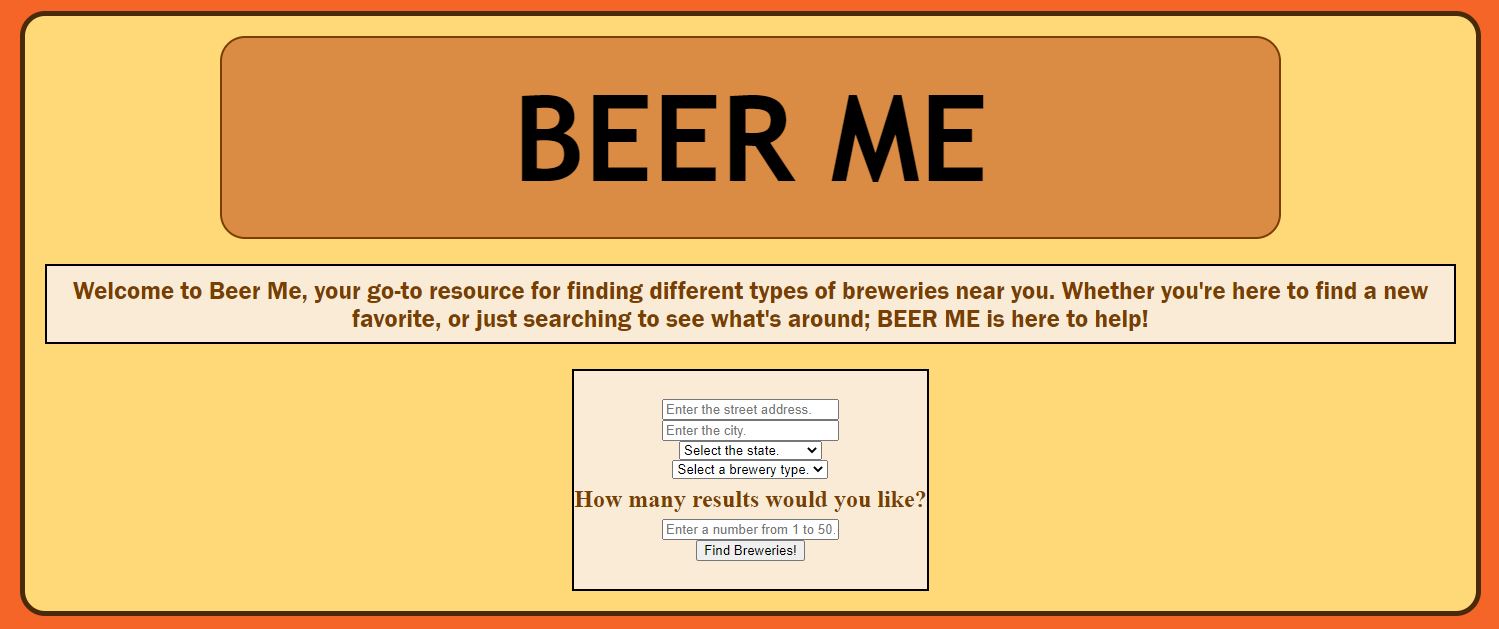 BEER ME
Welcome to Beer Me, your go-to resource for finding different types of breweries near you. Whether you're here to find a new
favorite, or just searching to see what's around; BEER ME is here to help!
Enter the street address.
Enter the city.
Select the state.
Select a brewery type.
How many results would you like?
Enter a number from 1 to 50.
Find Breweries!